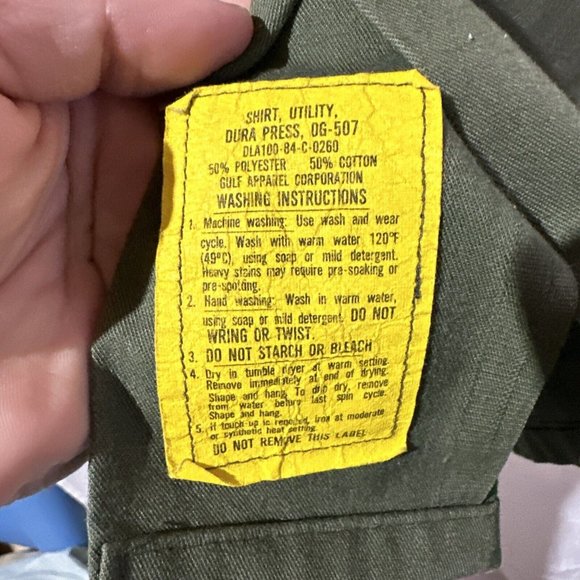 SHIRT, UTILITY,
DURA PRESS, OG-507
DLA100-84-C-0260
50% POLYESTER 50% COTTON
GULF APPAREL CORPORATION
WASHING INSTRUCTIONS
1. Machine washing: Use wash and wear
cycle. Wash with warm water 120°F
(49°C), using soap or mild detergent.
Heavy stains may require pre-soaking or
pre-spotting.
2. Hand washing: Wash in warm water,
using soap or mild detergent. DO NOT
WRING OR TWIST.
3. DO NOT STARCH OR BLEACH
4. Dry in tumble dryer at warm setting.
Remove immediately at end of drying.
Shape and hang. To drip dry, remove
from water before last spin cycle.
Shape and hang.
5. If touch-up is required, iron at moderate
or synthetic heat setting.
DO NOT REMOVE THIS LABEL